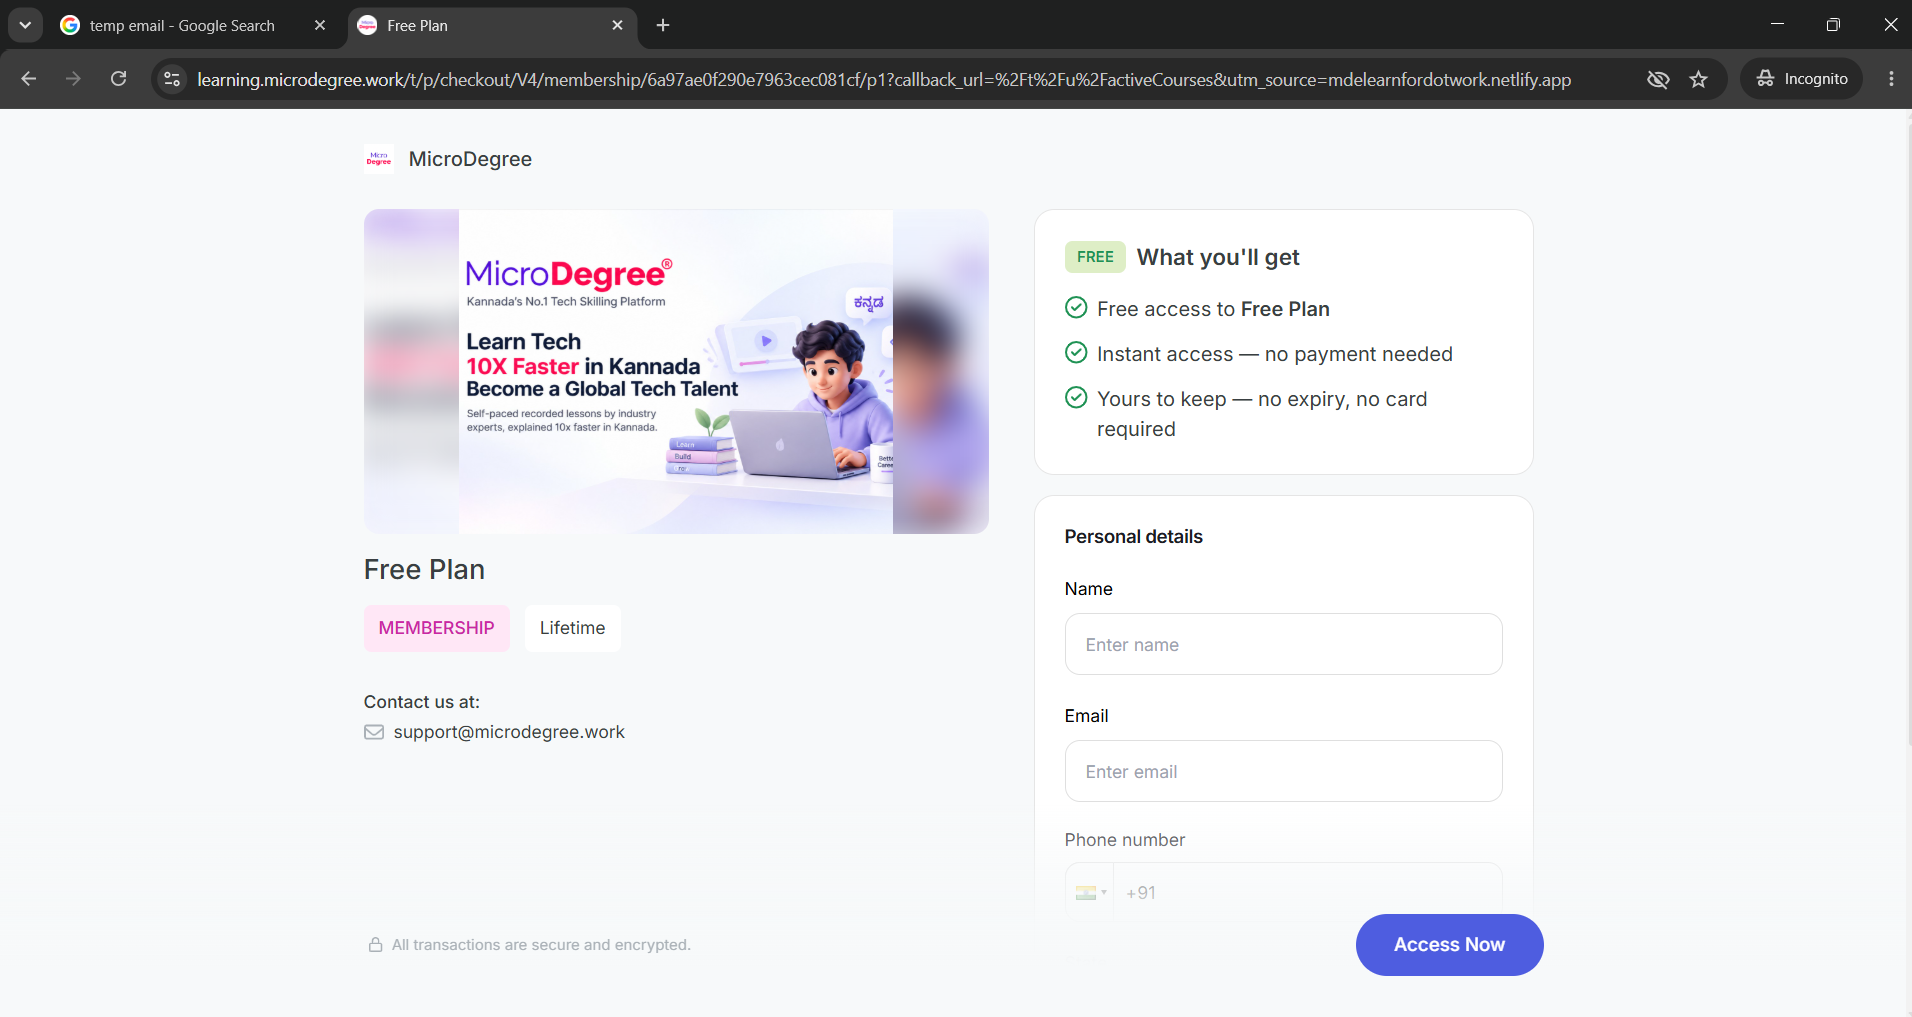 temp email - Google Search
Free Plan
learning.microdegree.work/t/p/checkout/V4/membership/6a97ae0f290e7963cec081cf/p1?callback_url=%2Ft%2Fu%2FactiveCourses&utm_source=mdelearnfordotwork.netlify.app
Incognito
Micro
Degree
MicroDegree
MicroDegree®
Kannada's No.1 Tech Skilling Platform
ಕನ್ನಡ
Learn Tech
10X Faster in Kannada
Become a Global Tech Talent
Self-paced recorded lessons by industry
experts, explained 10x faster in Kannada.
Learn
Build
Free Plan
MEMBERSHIP
Lifetime
Contact us at:
support@microdegree.work
All transactions are secure and encrypted.
FREE
What you'll get
Free access to Free Plan
Instant access — no payment needed
Yours to keep — no expiry, no card
required
Personal details
Name
Enter name
Email
Enter email
Phone number
+91
Access Now